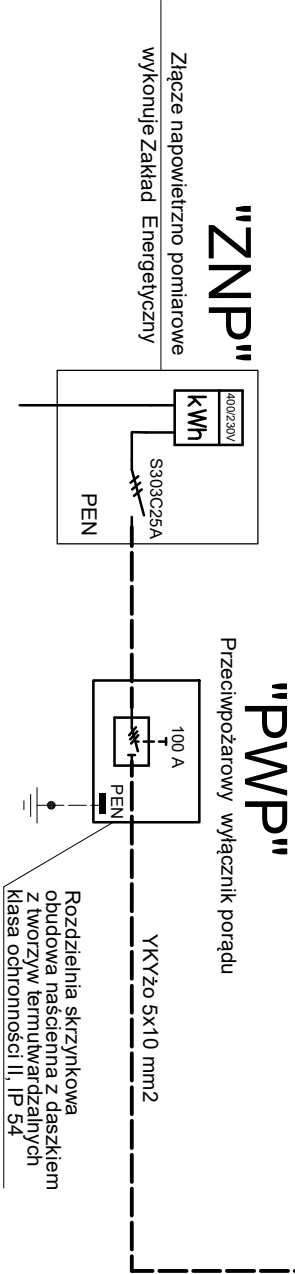 "ZNP"
Złącze napowietrzno pomiarowe
wykonuje Zakład Energetyczny
400/230V
kWh
S303C25A
PEN
"PWP"
Przeciwpożarowy wyłącznik porądu
100 A
PEN
YKYżo 5x10 mm2
Rozdzielnia skrzynkowa
obudowa naścienna z daszkiem
z tworzyw termutwardzalnych
klasa ochronności II, IP 54